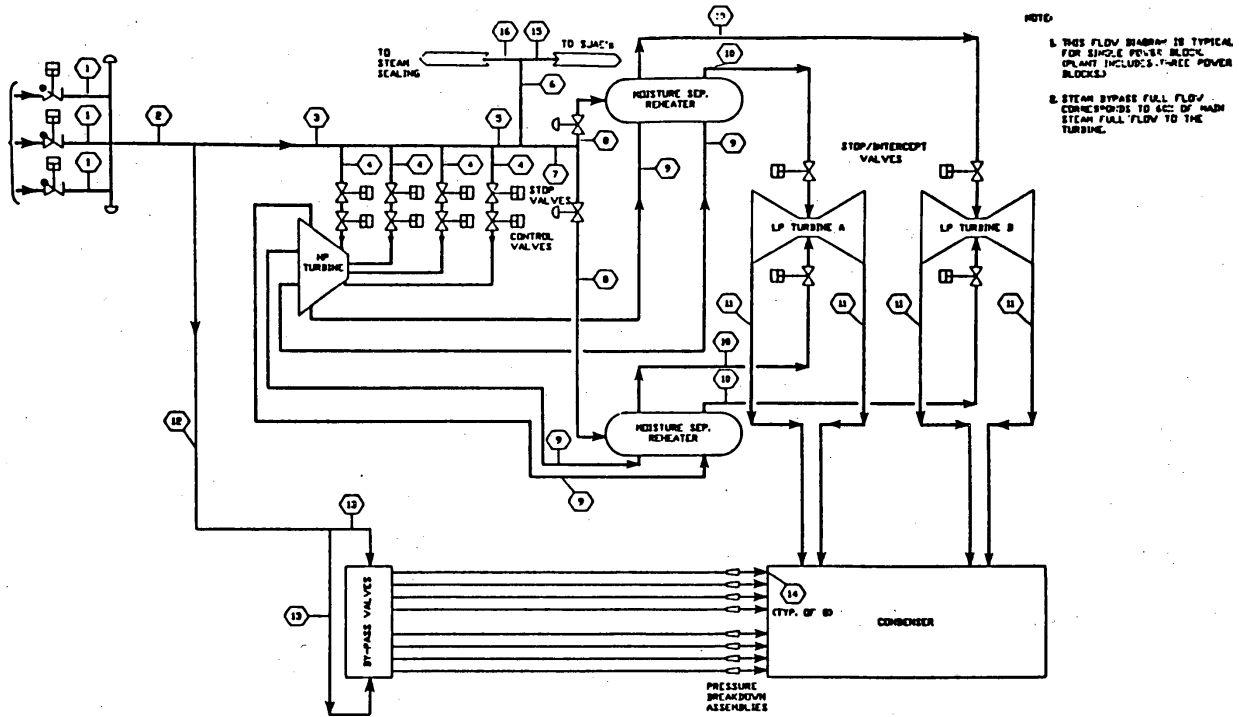 NOTE:
1. THIS FLOW DIAGRAM IS TYPICAL
FOR SINGLE POWER BLOCK.
(PLANT INCLUDES THREE POWER
BLOCKS.)
2. STEAM BYPASS FULL FLOW
CORRESPONDS TO 60% OF MAIN
STEAM FULL FLOW TO THE
TURBINE.
16
15
10
TO
STEAM
SEALING
TO SJAE's
10
1
6
MOISTURE SEP.
REHEATER
1
2
3
5
8
9
9
STOP/INTERCEPT
VALVES
1
4
4
4
4
7
STOP
VALVES
CONTROL
VALVES
HP
TURBINE
LP TURBINE A
LP TURBINE B
8
11
11
11
11
10
10
12
MOISTURE SEP.
REHEATER
9
9
13
13
BY-PASS VALVES
14
(TYP. OF 8)
CONDENSER
PRESSURE
BREAKDOWN
ASSEMBLIES